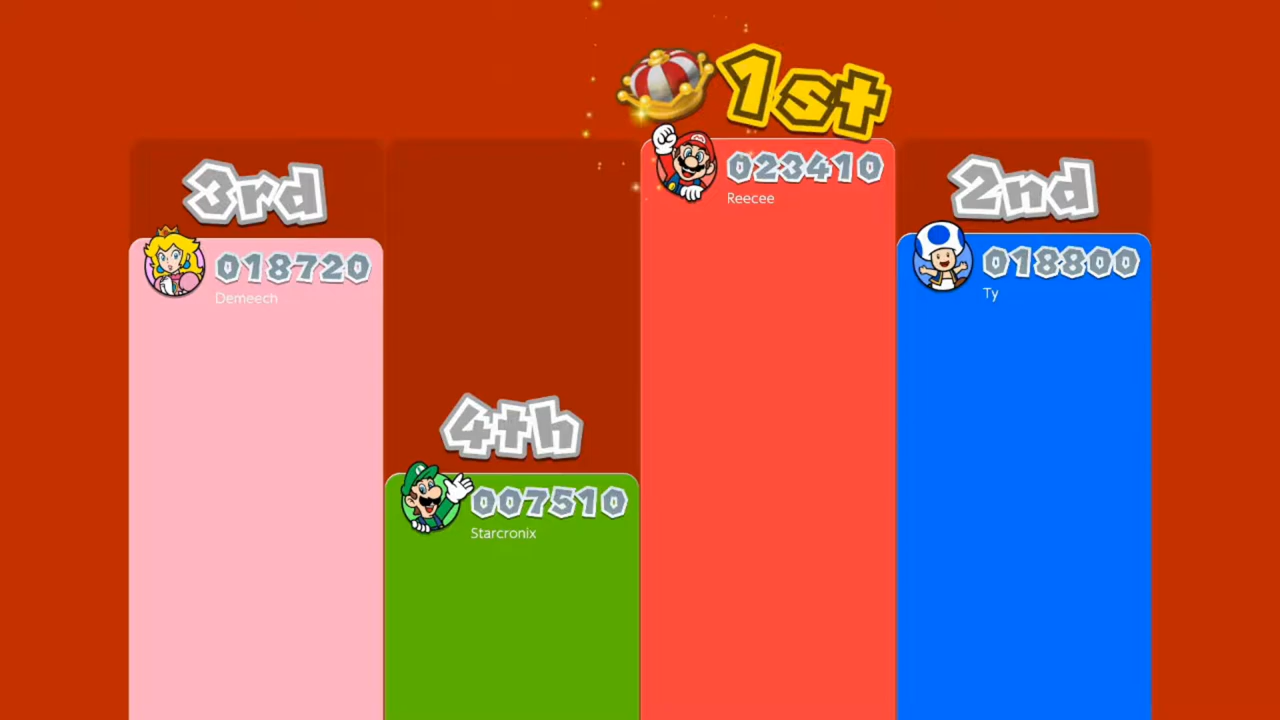 1st
3rd
2nd
023410
Reecee
018720
Demeech
018800
Ty
4th
007510
Starcronix